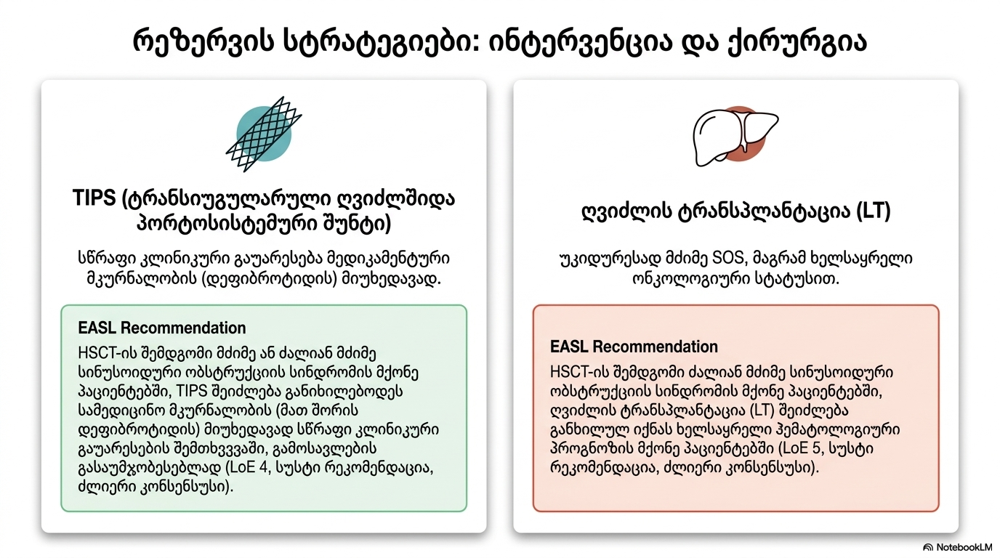 რეზერვის სტრატეგიები: ინტერვენცია და ქირურგია
TIPS (ტრანსიუგულარული ღვიძლშიდა
პორტოსისტემური შუნტი)
სწრაფი კლინიკური გაუარესება მედიკამენტური
მკურნალობის (დეფიბროტიდის) მიუხედავად.
EASL Recommendation
HSCT-ის შემდგომი მძიმე ან ძალიან მძიმე
სინუსოიდური ობსტრუქციის სინდრომის მქონე
პაციენტებში, TIPS შეიძლება განიხილებოდეს
სამედიცინო მკურნალობის (მათ შორის
დეფიბროტიდის) მიუხედავად სწრაფი კლინიკური
გაუარესების შემთხვვვაში, გამოსავლების
გასაუმჯობესებლად (LoE 4, სუსტი რეკომენდაცია,
ძლიერი კონსენსუსი).
ღვიძლის ტრანსპლანტაცია (LT)
უკიდურესად მძიმე SOS, მაგრამ ხელსაყრელი
ონკოლოგიური სტატუსით.
EASL Recommendation
HSCT-ის შემდგომი ძალიან მძიმე სინუსოიდური
ობსტრუქციის სინდრომის მქონე პაციენტებში,
ღვიძლის ტრანსპლანტაცია (LT) შეიძლება
განხილულ იქნას ხელსაყრელი ჰემატოლოგიური
პროგნოზის მქონე პაციენტებში (LoE 5, სუსტი
რეკომენდაცია, ძლიერი კონსენსუსი).
NotebookLM